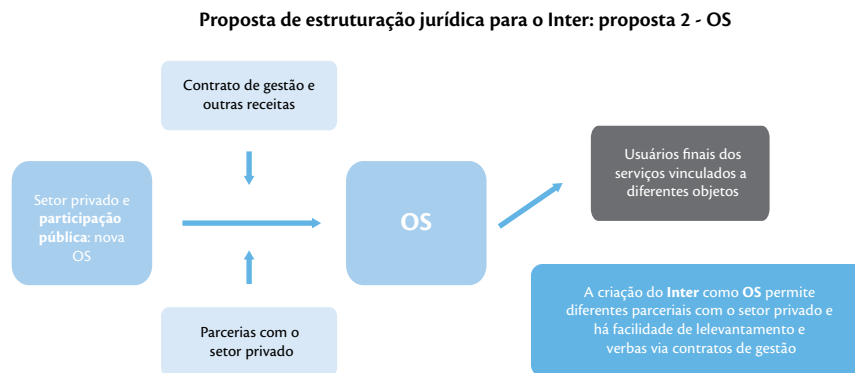 Proposta de estruturação jurídica para o Inter: proposta 2 - OS
Contrato de gestão e
outras receitas
Setor privado e
participação
pública: nova
OS
OS
Usuários finais dos
serviços vinculados a
diferentes objetos
Parcerias com o
setor privado
A criação do Inter como OS permite
diferentes parceriais com o setor privado e
há facilidade de lelevantamento e
verbas via contratos de gestão